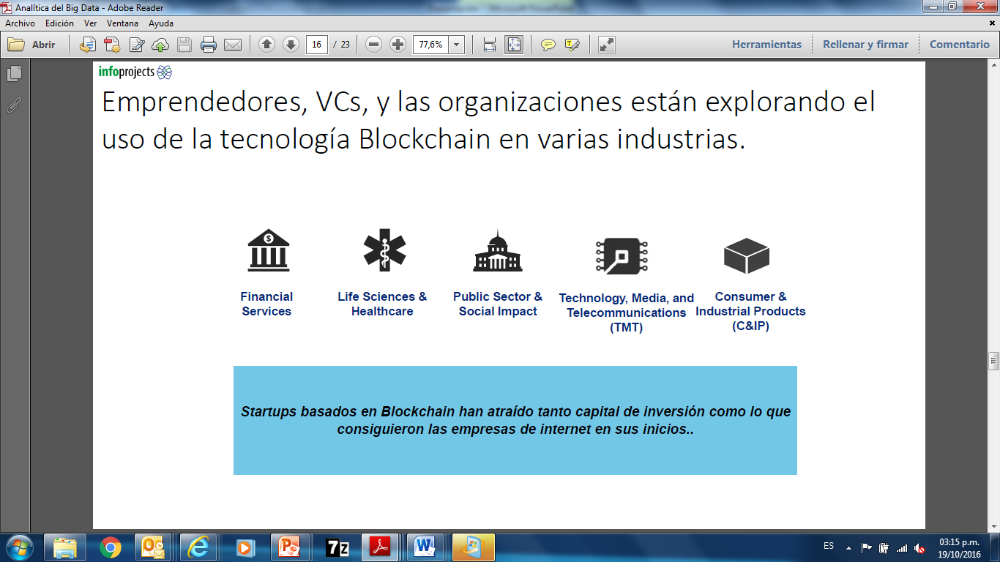 Analítica del Big Data - Adobe Reader
Archivo Edición Ver Ventana Ayuda
Abrir 16 / 23 77,6% Herramientas Rellenar y firmar Comentario
infoprojects
Emprendedores, VCs, y las organizaciones están explorando el
uso de la tecnología Blockchain en varias industrias.
$
Financial
Services
Life Sciences &
Healthcare
Public Sector &
Social Impact
Technology, Media, and
Telecommunications
(TMT)
Consumer &
Industrial Products
(C&IP)
Startups basados en Blockchain han atraído tanto capital de inversión como lo que
consiguieron las empresas de internet en sus inicios..
7z
ES
03:15 p.m.
19/10/2016